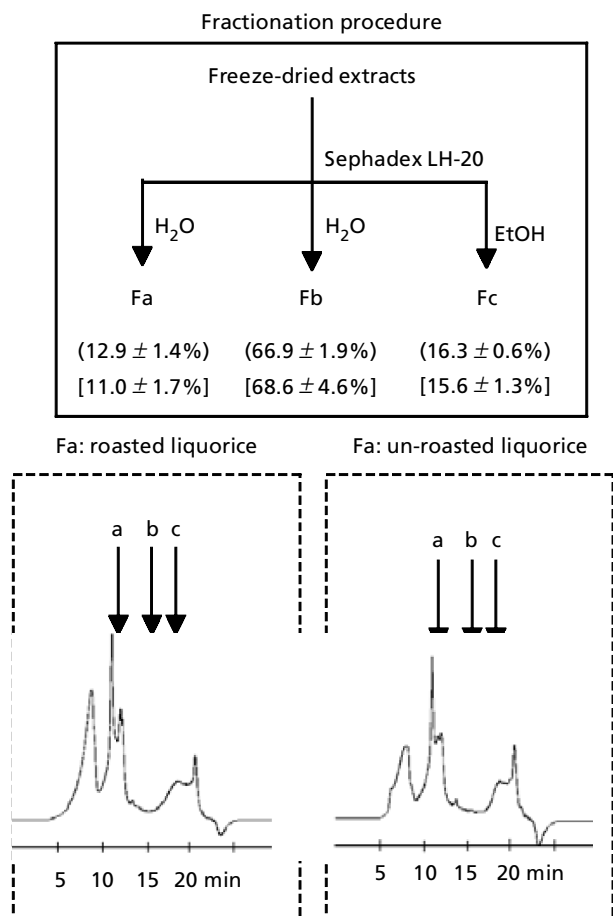 Fractionation procedure
Freeze-dried extracts
Sephadex LH-20
H₂O H₂O EtOH
Fa Fb Fc
(12.9 ± 1.4%) (66.9 ± 1.9%) (16.3 ± 0.6%)
[11.0 ± 1.7%] [68.6 ± 4.6%] [15.6 ± 1.3%]
Fa: roasted liquorice
a b c
5 10 15 20 min
Fa: un-roasted liquorice
a b c
5 10 15 20 min